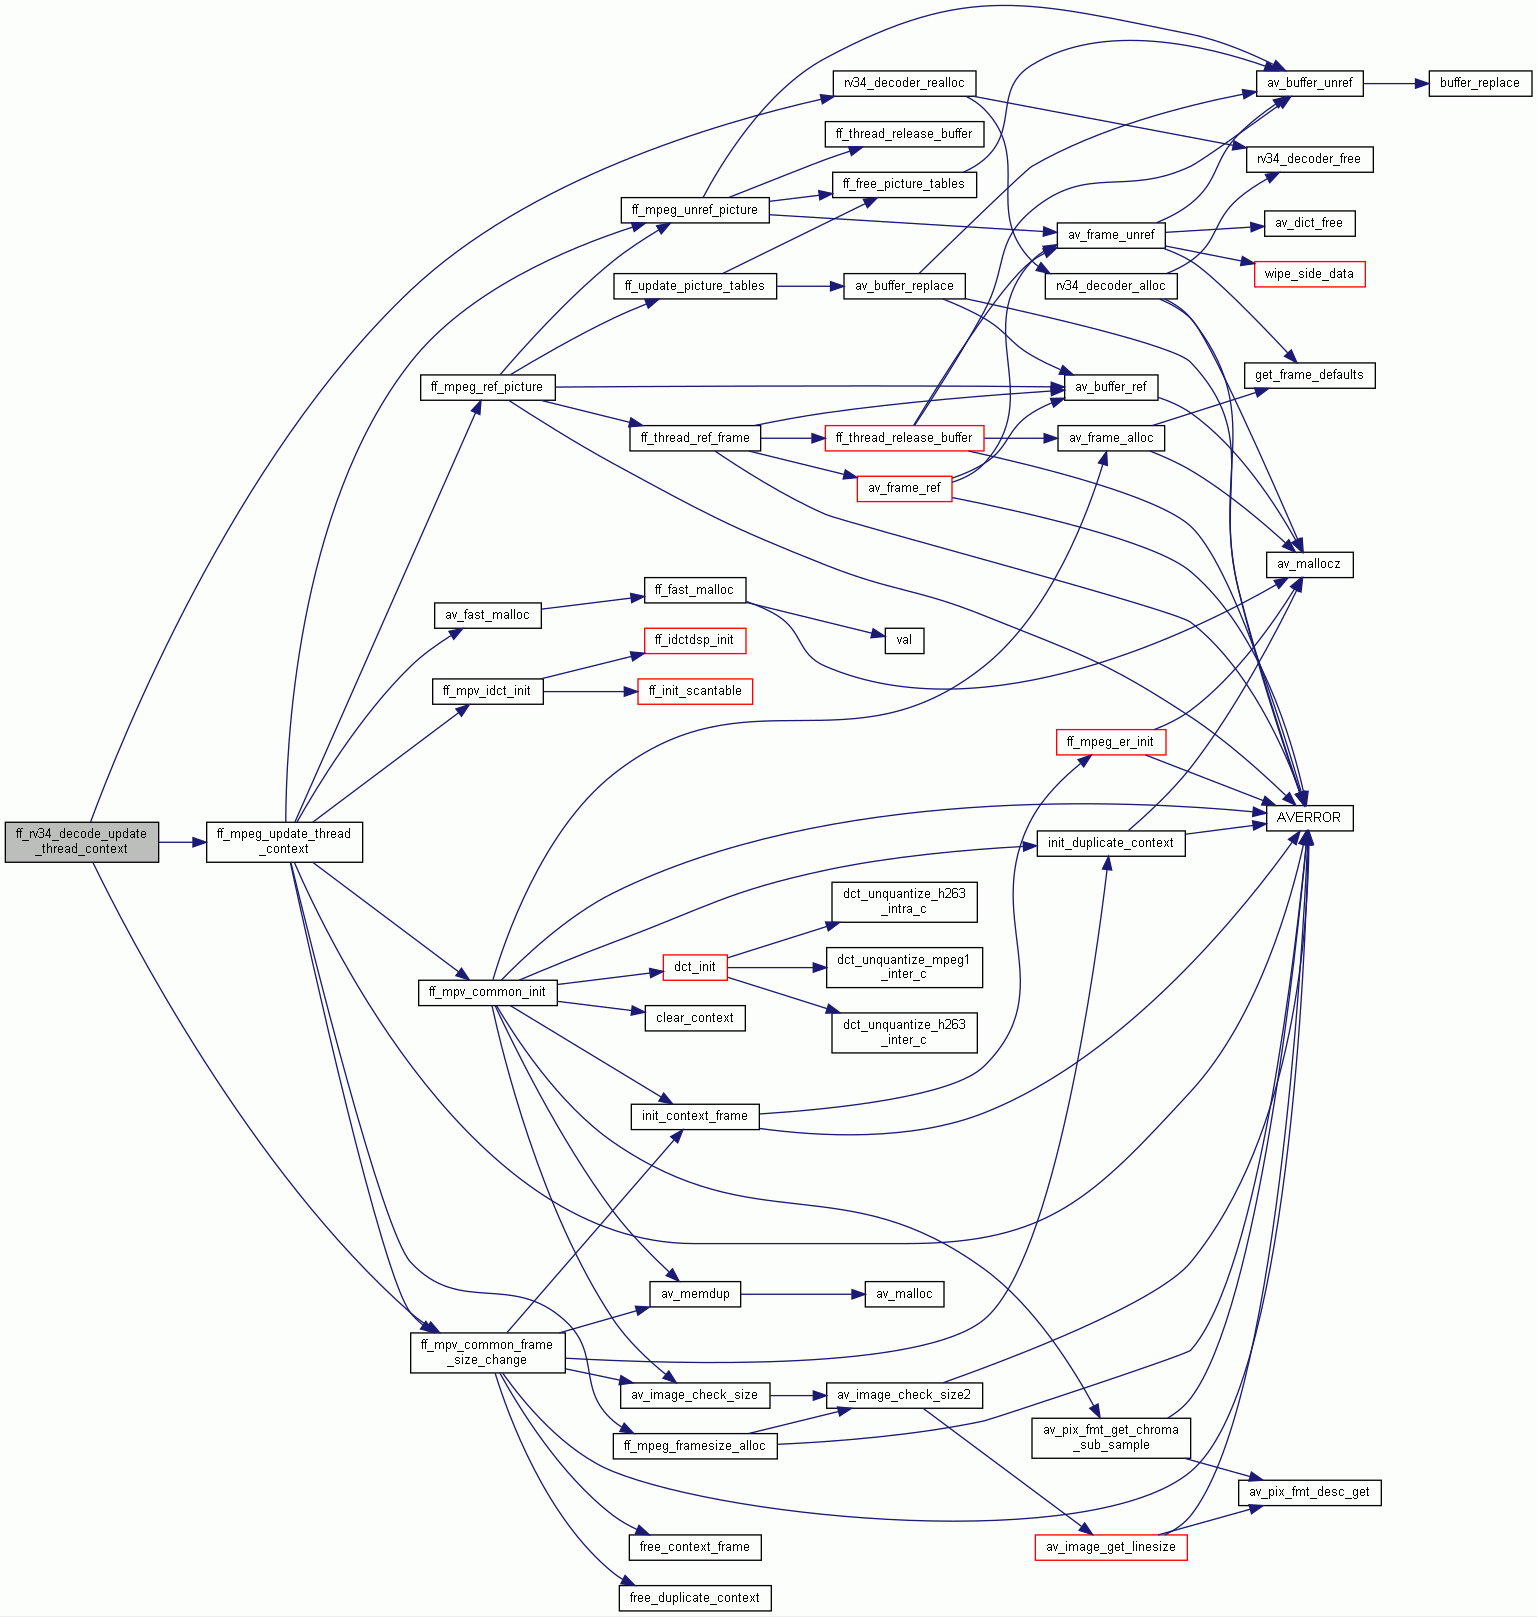 rv34_decoder_realloc
av_buffer_unref
buffer_replace
ff_thread_release_buffer
rv34_decoder_free
ff_free_picture_tables
ff_mpeg_unref_picture
av_dict_free
av_frame_unref
wipe_side_data
ff_update_picture_tables
av_buffer_replace
rv34_decoder_alloc
get_frame_defaults
ff_mpeg_ref_picture
av_buffer_ref
ff_thread_ref_frame
ff_thread_release_buffer
av_frame_alloc
av_frame_ref
av_mallocz
ff_fast_malloc
av_fast_malloc
ff_idctdsp_init
val
ff_mpv_idct_init
ff_init_scantable
ff_mpeg_er_init
AVERROR
ff_rv34_decode_update
_thread_context
ff_mpeg_update_thread
_context
init_duplicate_context
dct_unquantize_h263
_intra_c
dct_init
dct_unquantize_mpeg1
_inter_c
ff_mpv_common_init
clear_context
dct_unquantize_h263
_inter_c
init_context_frame
av_memdup
av_malloc
ff_mpv_common_frame
_size_change
av_image_check_size
av_image_check_size2
ff_mpeg_framesize_alloc
av_pix_fmt_get_chroma
_sub_sample
av_pix_fmt_desc_get
free_context_frame
av_image_get_linesize
free_duplicate_context